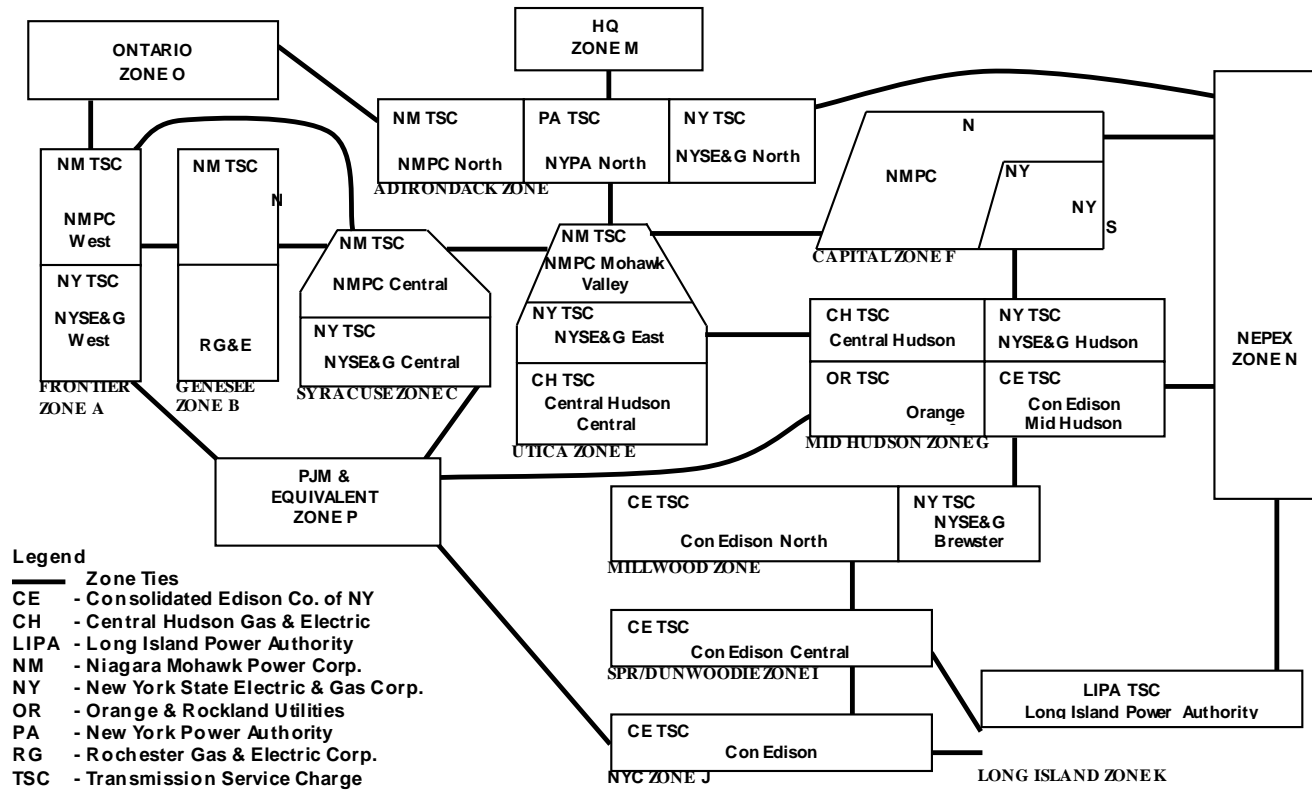 ONTARIO
ZONE O
HQ
ZONE M
NM TSC
NMPC North
PA TSC
NYPA North
NY TSC
NYSE&G North
ADIRONDACK ZONE
N
NMPC
NY
NY
S
CAPITAL ZONE F
NEPEX
ZONE N
NM TSC
NMPC
West
NY TSC
NYSE&G
West
FRONTIER
ZONE A
NM TSC
N
RG&E
GENESEE
ZONE B
NM TSC
NMPC Central
NY TSC
NYSE&G Central
SYRACUSE ZONE C
NM TSC
NMPC Mohawk
Valley
NY TSC
NYSE&G East
CH TSC
Central Hudson
Central
UTICA ZONE E
CH TSC
Central Hudson
NY TSC
NYSE&G Hudson
OR TSC
Orange
CE TSC
Con Edison
Mid Hudson
MID HUDSON ZONE G
PJM &
EQUIVALENT
ZONE P
CE TSC
Con Edison North
NY TSC
NYSE&G
Brewster
MILLWOOD ZONE
CE TSC
Con Edison Central
SPR/DUNWOODIE ZONE I
LIPA TSC
Long Island Power Authority
CE TSC
Con Edison
NYC ZONE J
LONG ISLAND ZONE K
Legend
Zone Ties
CE - Consolidated Edison Co. of NY
CH - Central Hudson Gas & Electric
LIPA - Long Island Power Authority
NM - Niagara Mohawk Power Corp.
NY - New York State Electric & Gas Corp.
OR - Orange & Rockland Utilities
PA - New York Power Authority
RG - Rochester Gas & Electric Corp.
TSC - Transmission Service Charge